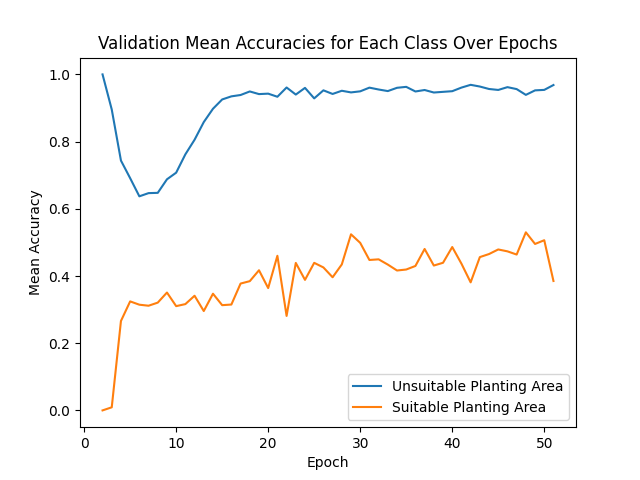 Validation Mean Accuracies for Each Class Over Epochs
1.0
0.8
0.6
0.4
0.2
0.0
Mean Accuracy
Unsuitable Planting Area
Suitable Planting Area
0 10 20 30 40 50
Epoch